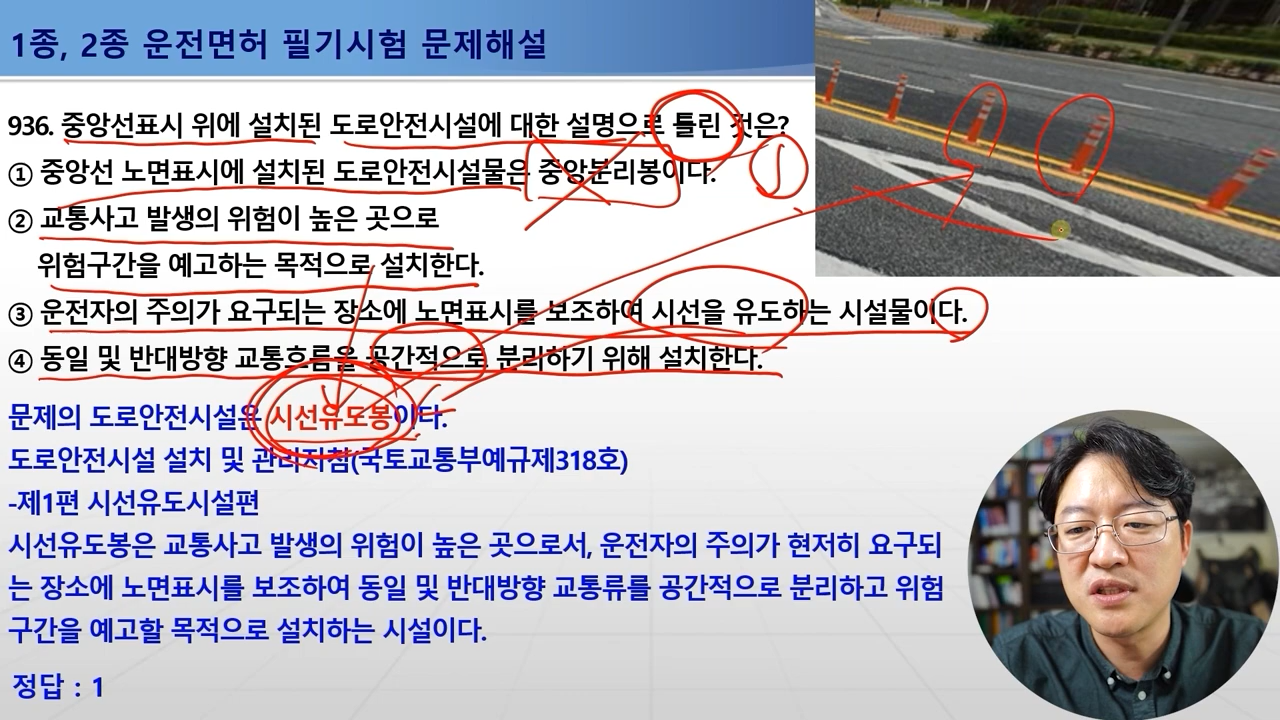 1종, 2종 운전면허 필기시험 문제해설
936. 중앙선표시 위에 설치된 도로안전시설에 대한 설명으로 틀린 것은?
① 중앙선 노면표시에 설치된 도로안전시설물은 중앙분리봉이다.
② 교통사고 발생의 위험이 높은 곳으로
위험구간을 예고하는 목적으로 설치한다.
③ 운전자의 주의가 요구되는 장소에 노면표시를 보조하여 시선을 유도하는 시설물이다.
④ 동일 및 반대방향 교통흐름을 공간적으로 분리하기 위해 설치한다.
문제의 도로안전시설은 시선유도봉이다.
도로안전시설 설치 및 관리지침(국토교통부예규제318호)
-제1편 시선유도시설편
시선유도봉은 교통사고 발생의 위험이 높은 곳으로서, 운전자의 주의가 현저히 요구되
는 장소에 노면표시를 보조하여 동일 및 반대방향 교통류를 공간적으로 분리하고 위험
구간을 예고할 목적으로 설치하는 시설이다.
정답 : 1